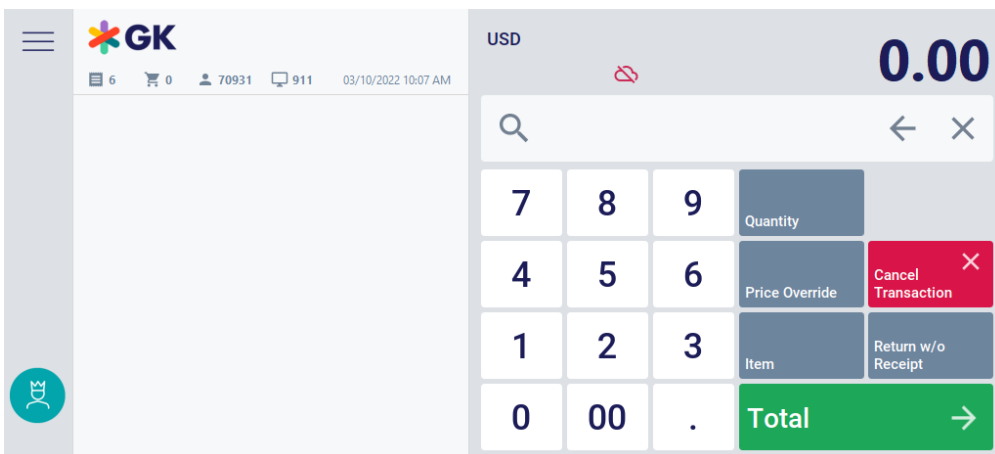 GK
6 0 70931 911 03/10/2022 10:07 AM
USD
0.00
7 8 9 Quantity
4 5 6 Price Override
Cancel
Transaction
1 2 3 Item
Return w/o
Receipt
0 00 . Total